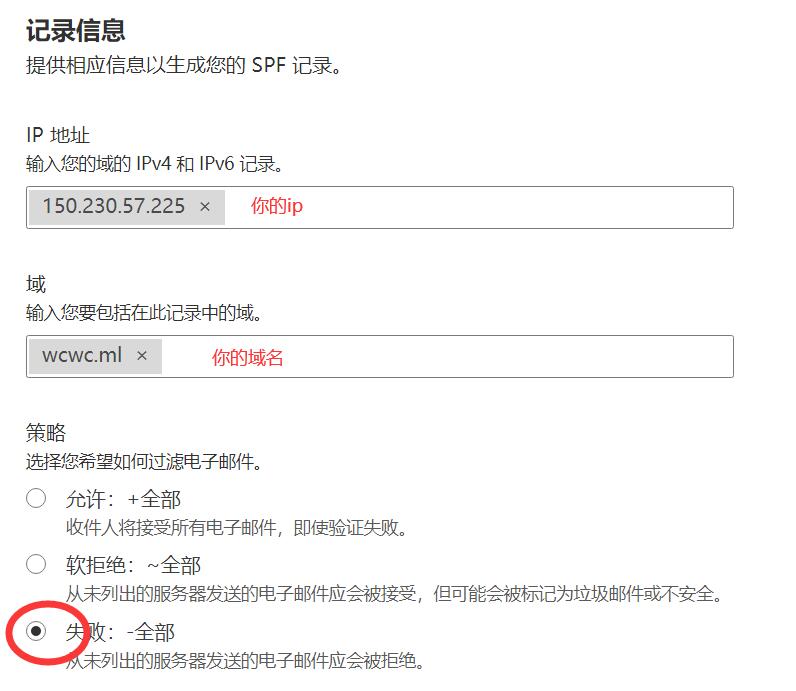 记录信息
提供相应信息以生成您的 SPF 记录。
IP 地址
输入您的域的 IPv4 和 IPv6 记录。
150.230.57.225 × 你的ip
域
输入您要包括在此记录中的域。
wcwc.ml × 你的域名
策略
选择您希望如何过滤电子邮件。
允许：+全部
收件人将接受所有电子邮件，即使验证失败。
软拒绝：~全部
从未列出的服务器发送的电子邮件应会被接受，但可能会被标记为垃圾邮件或不安全。
失败：-全部
从未列出的服务器发送的电子邮件应会被拒绝。